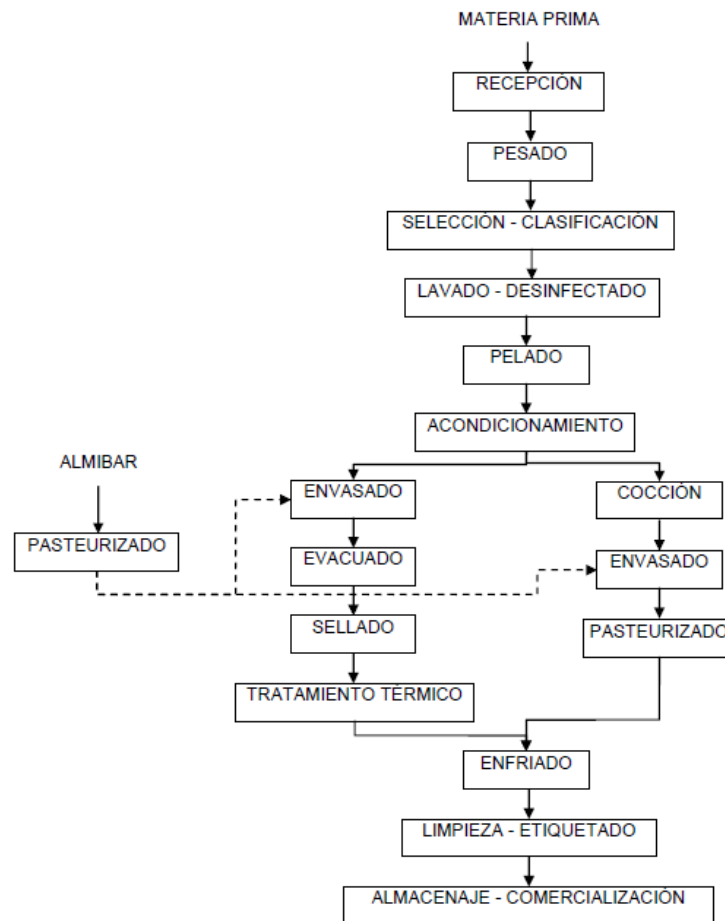 MATERIA PRIMA
RECEPCIÓN
PESADO
SELECCIÓN - CLASIFICACIÓN
LAVADO - DESINFECTADO
PELADO
ACONDICIONAMIENTO
ALMIBAR
PASTEURIZADO
ENVASADO
EVACUADO
SELLADO
TRATAMIENTO TÉRMICO
COCCIÓN
ENVASADO
PASTEURIZADO
ENFRIADO
LIMPIEZA - ETIQUETADO
ALMACENAJE - COMERCIALIZACIÓN